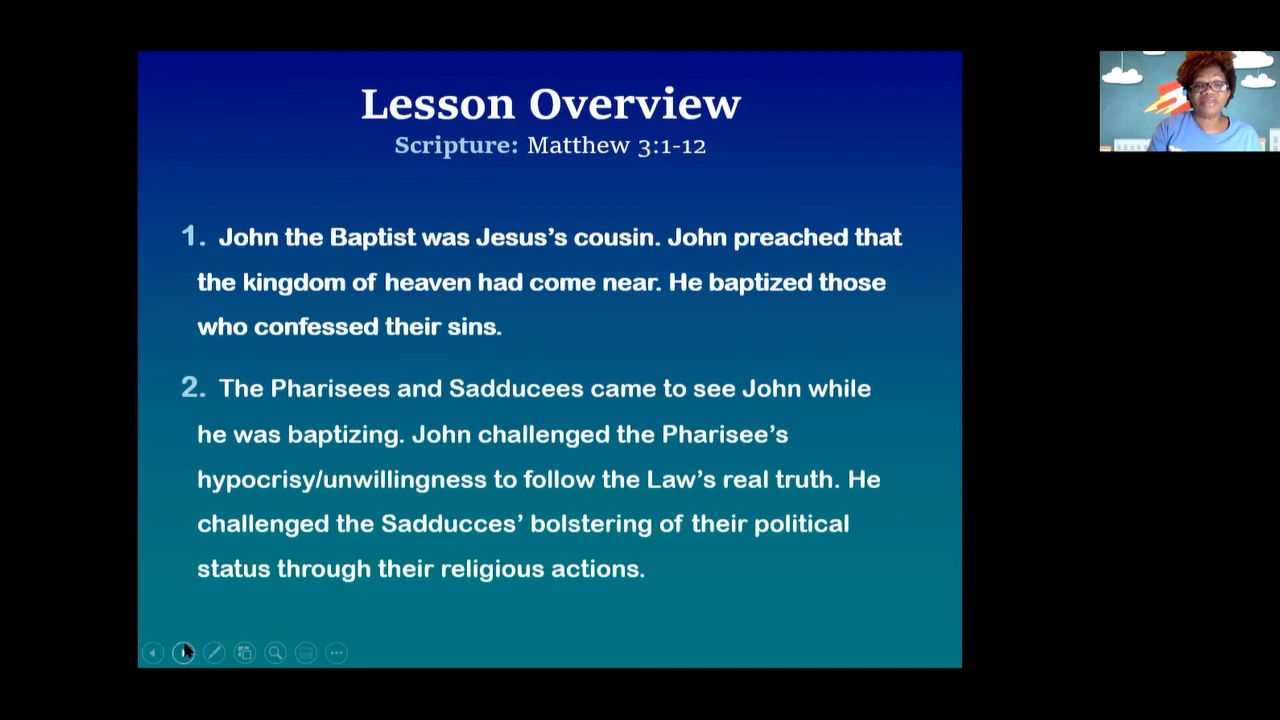 Lesson Overview
Scripture: Matthew 3:1-12
1. John the Baptist was Jesus’s cousin. John preached that
the kingdom of heaven had come near. He baptized those
who confessed their sins.
2. The Pharisees and Sadducees came to see John while
he was baptizing. John challenged the Pharisee’s
hypocrisy/unwillingness to follow the Law’s real truth. He
challenged the Sadducces’ bolstering of their political
status through their religious actions.